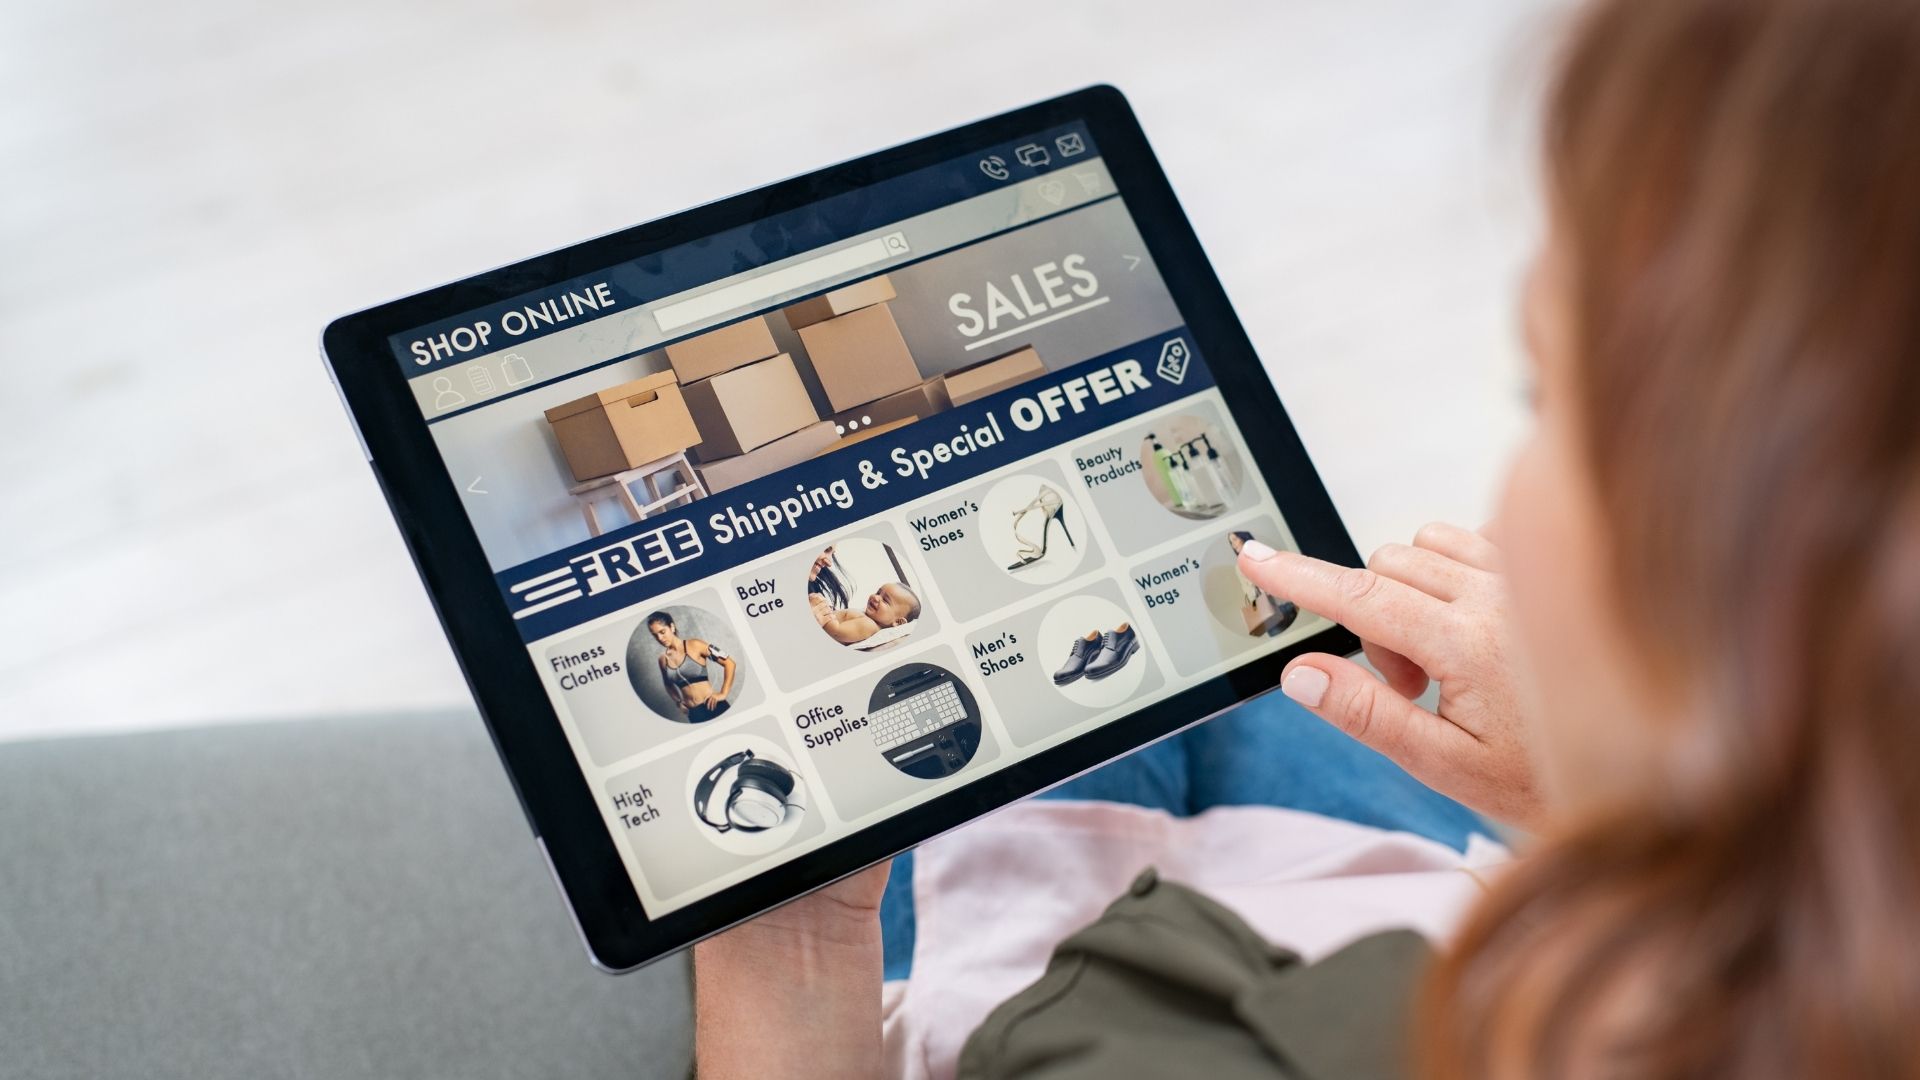 SHOP ONLINE
SALES
FREE Shipping & Special OFFER
Fitness
Clothes
Baby
Care
Women's
Shoes
Beauty
Products
High
Tech
Office
Supplies
Men's
Shoes
Women's
Bags